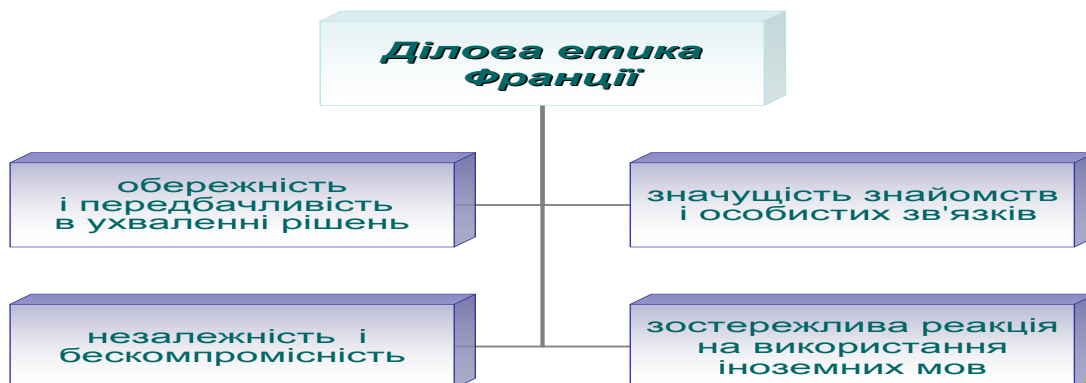 Ділова етика
Франції
обережність
і передбачливість
в ухваленні рішень
значущість знайомств
і особистих зв'язків
незалежність і
бескомпромісність
зостережлива реакція
на використання
іноземних мов